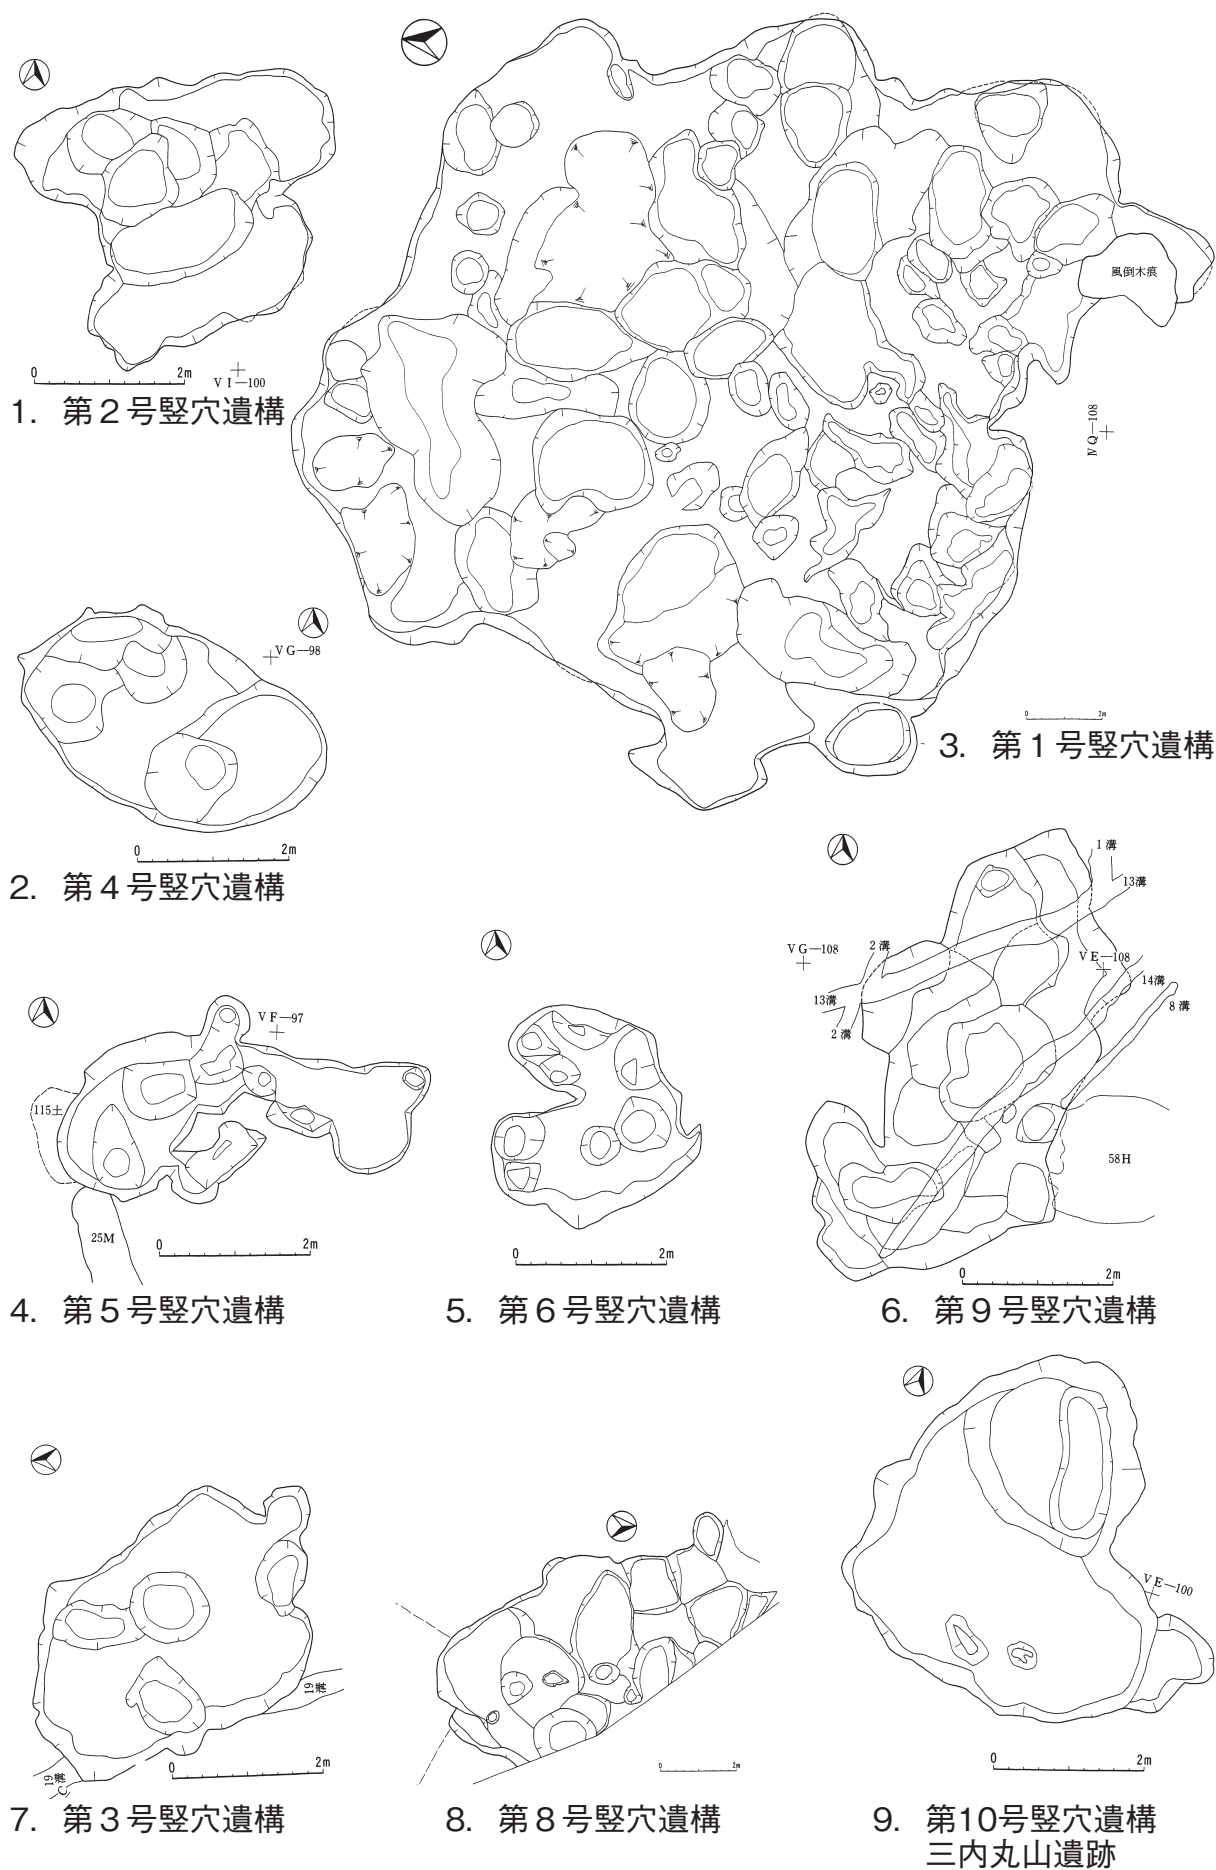 風倒木痕
0 2m
ⅤⅠ—100
1. 第2号竪穴遺構
ⅣQ—108
ⅤG—98
0 2m
3. 第1号竪穴遺構
0 2m
2. 第4号竪穴遺構
1溝
13溝
ⅤG—108
2溝
ⅤE—108
14溝
8溝
13溝
2溝
ⅤF—97
115土
58H
25M
0 2m
0 2m
0 2m
4. 第5号竪穴遺構
5. 第6号竪穴遺構
6. 第9号竪穴遺構
ⅤE—100
19溝
19溝
C
0 2m
0 2m
0 2m
7. 第3号竪穴遺構
8. 第8号竪穴遺構
9. 第10号竪穴遺構
三内丸山遺跡